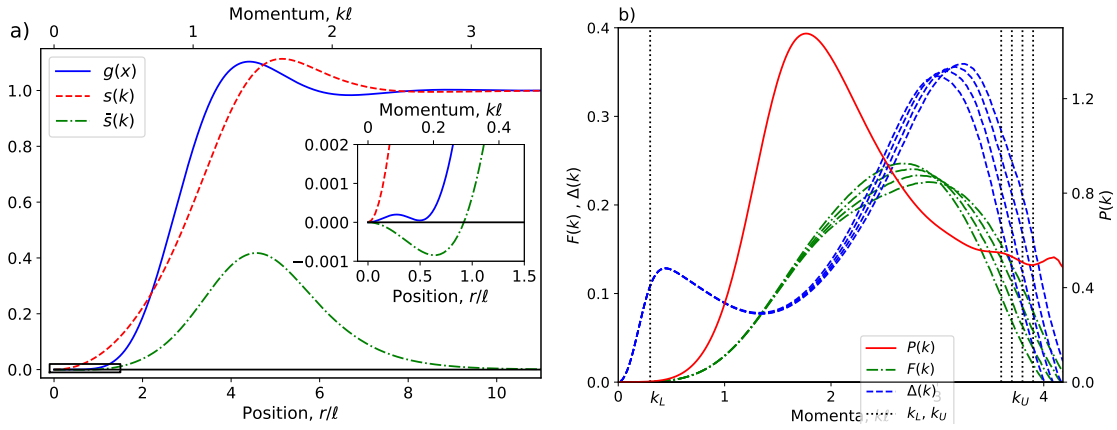 a)
Momentum, kℓ
0 1 2 3
g(x)
s(k)
s̄(k)
1.0
0.8
0.6
0.4
0.2
0.0
Momentum, kℓ
0 0.2 0.4
0.002
0.001
0.000
−0.001
0.0 0.5 1.0 1.5
Position, r/ℓ
0 2 4 6 8 10
Position, r/ℓ
b)
0.4
0.3
0.2
0.1
0.0
F(k) , Δ(k)
1.2
0.8
0.4
0.0
P(k)
P(k)
F(k)
Δ(k)
k_L, k_U
0 k_L 1 2 3 k_U 4
Momenta, kℓ